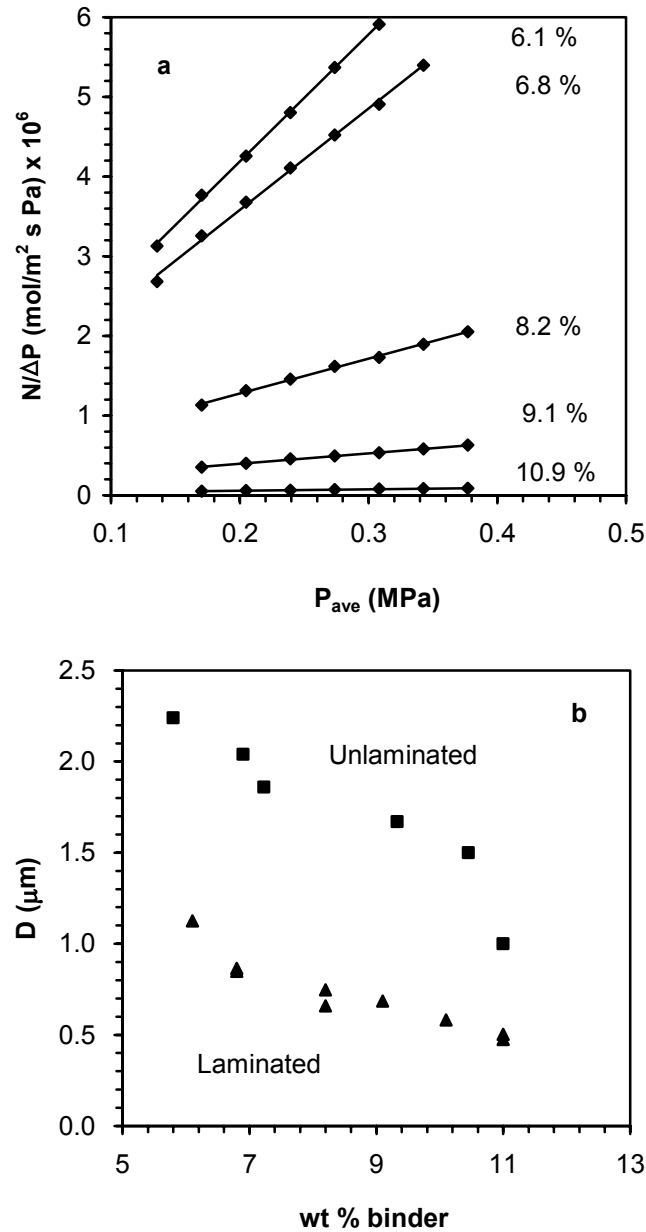 6
5
4
3
2
1
0
N/ΔP (mol/m² s Pa) x 10⁶
a
6.1 %
6.8 %
8.2 %
9.1 %
10.9 %
0.1 0.2 0.3 0.4 0.5
P_ave (MPa)
2.5
2.0
1.5
1.0
0.5
0.0
D (μm)
b
Unlaminated
Laminated
5 7 9 11 13
wt % binder